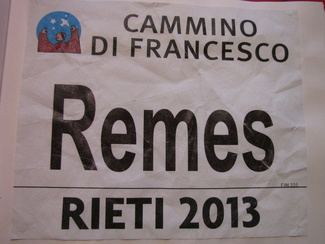 CAMMINO
DI FRANCESCO
Remes
RIETI 2013